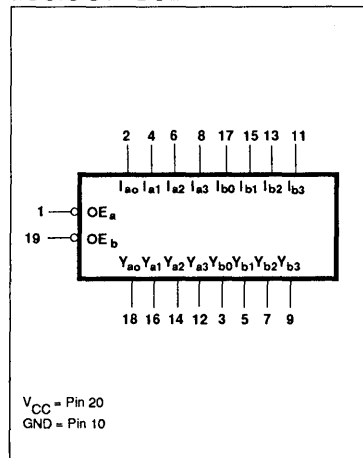 2 4 6 8 17 15 13 11
Ia0 Ia1 Ia2 Ia3 Ib0 Ib1 Ib2 Ib3
1 OEa
19 OEb
Ya0 Ya1 Ya2 Ya3 Yb0 Yb1 Yb2 Yb3
18 16 14 12 3 5 7 9
VCC = Pin 20
GND = Pin 10